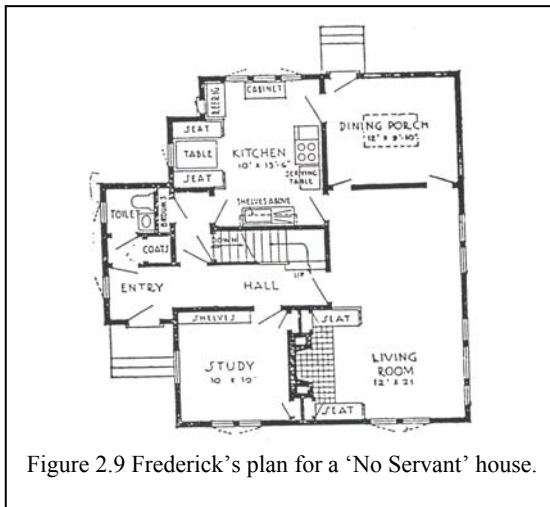 CABINET
REFRIG
SEAT
TABLE
SEAT
KITCHEN
10' X 13'-6"
SERVING
TABLE
DINING PORCH
12' X 9'-10"
SHELVES ABOVE
TOILET
BROOMS
COATS
DOWN
UP
ENTRY
HALL
SHELVES
SEAT
STUDY
10' X 10'
LIVING
ROOM
12' X 21'
SEAT
Figure 2.9 Frederick's plan for a 'No Servant' house.